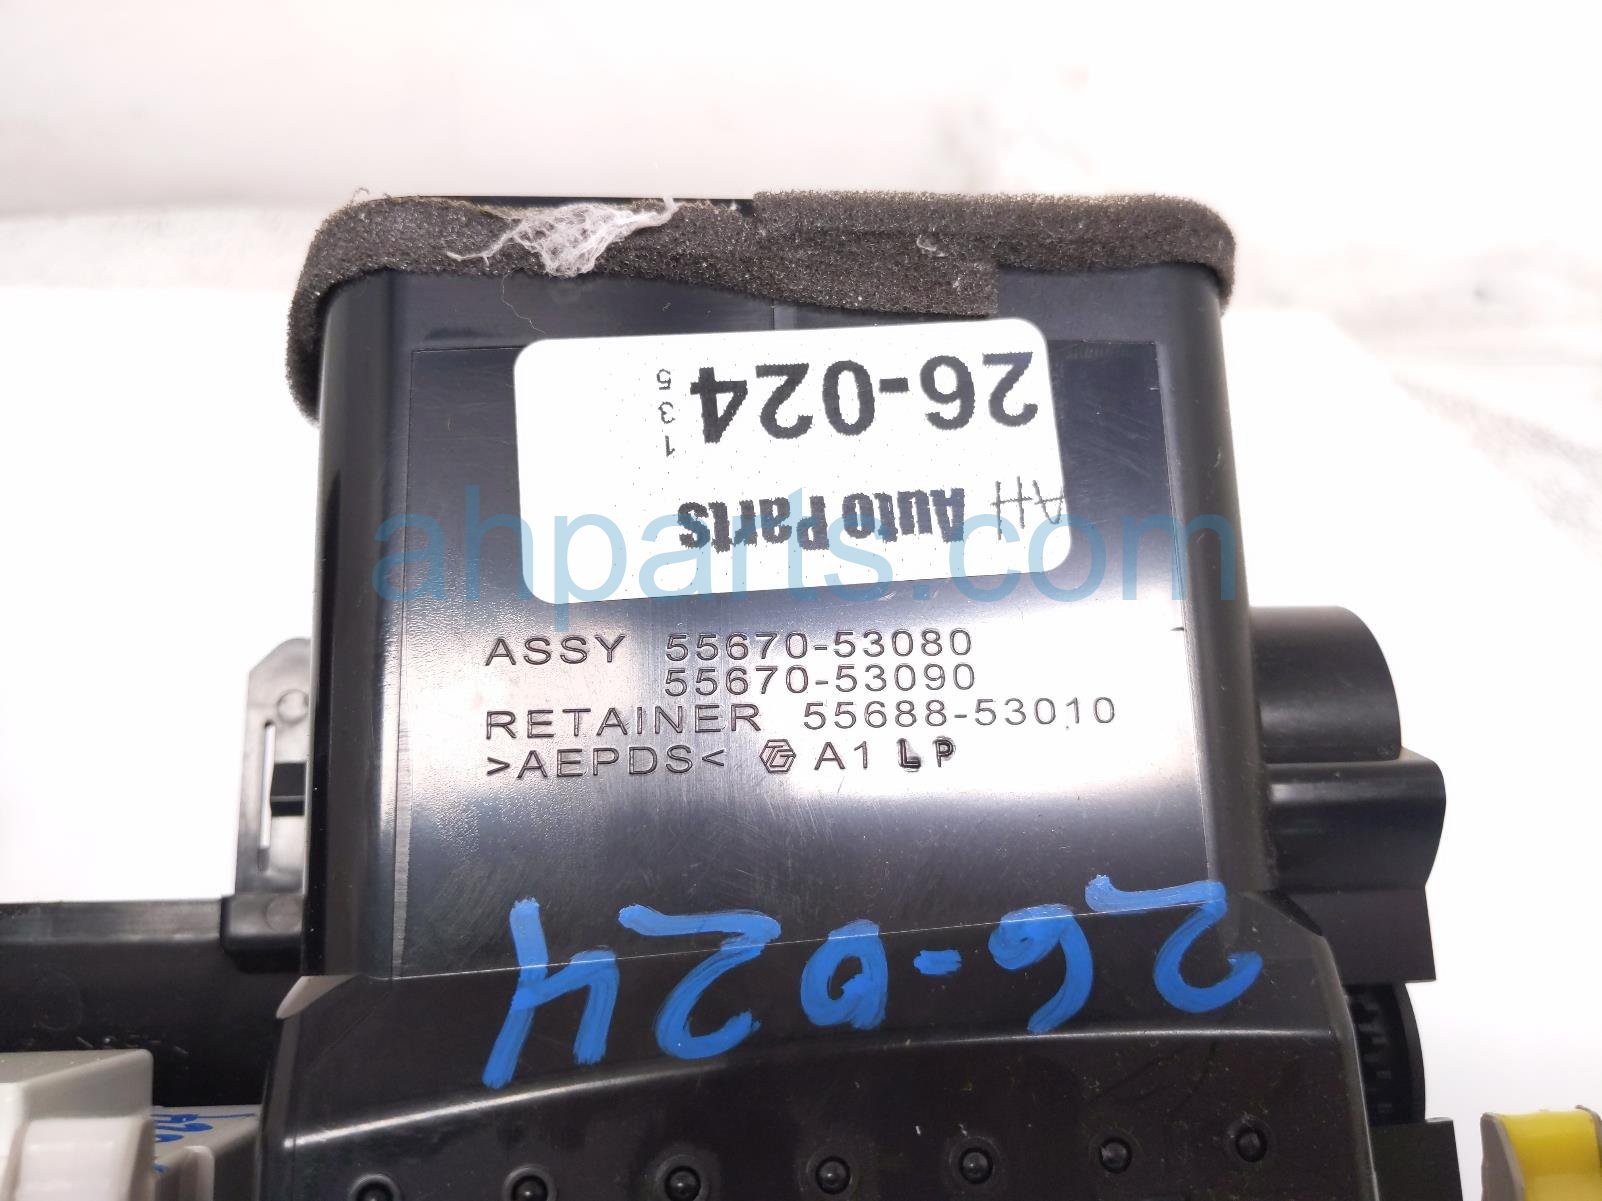 26-024
1 3 5
AH Auto Parts
ahparts.com
ASSY 55670-53080
55670-53090
RETAINER 55688-53010
>AEPDS< A1 LP
26-024